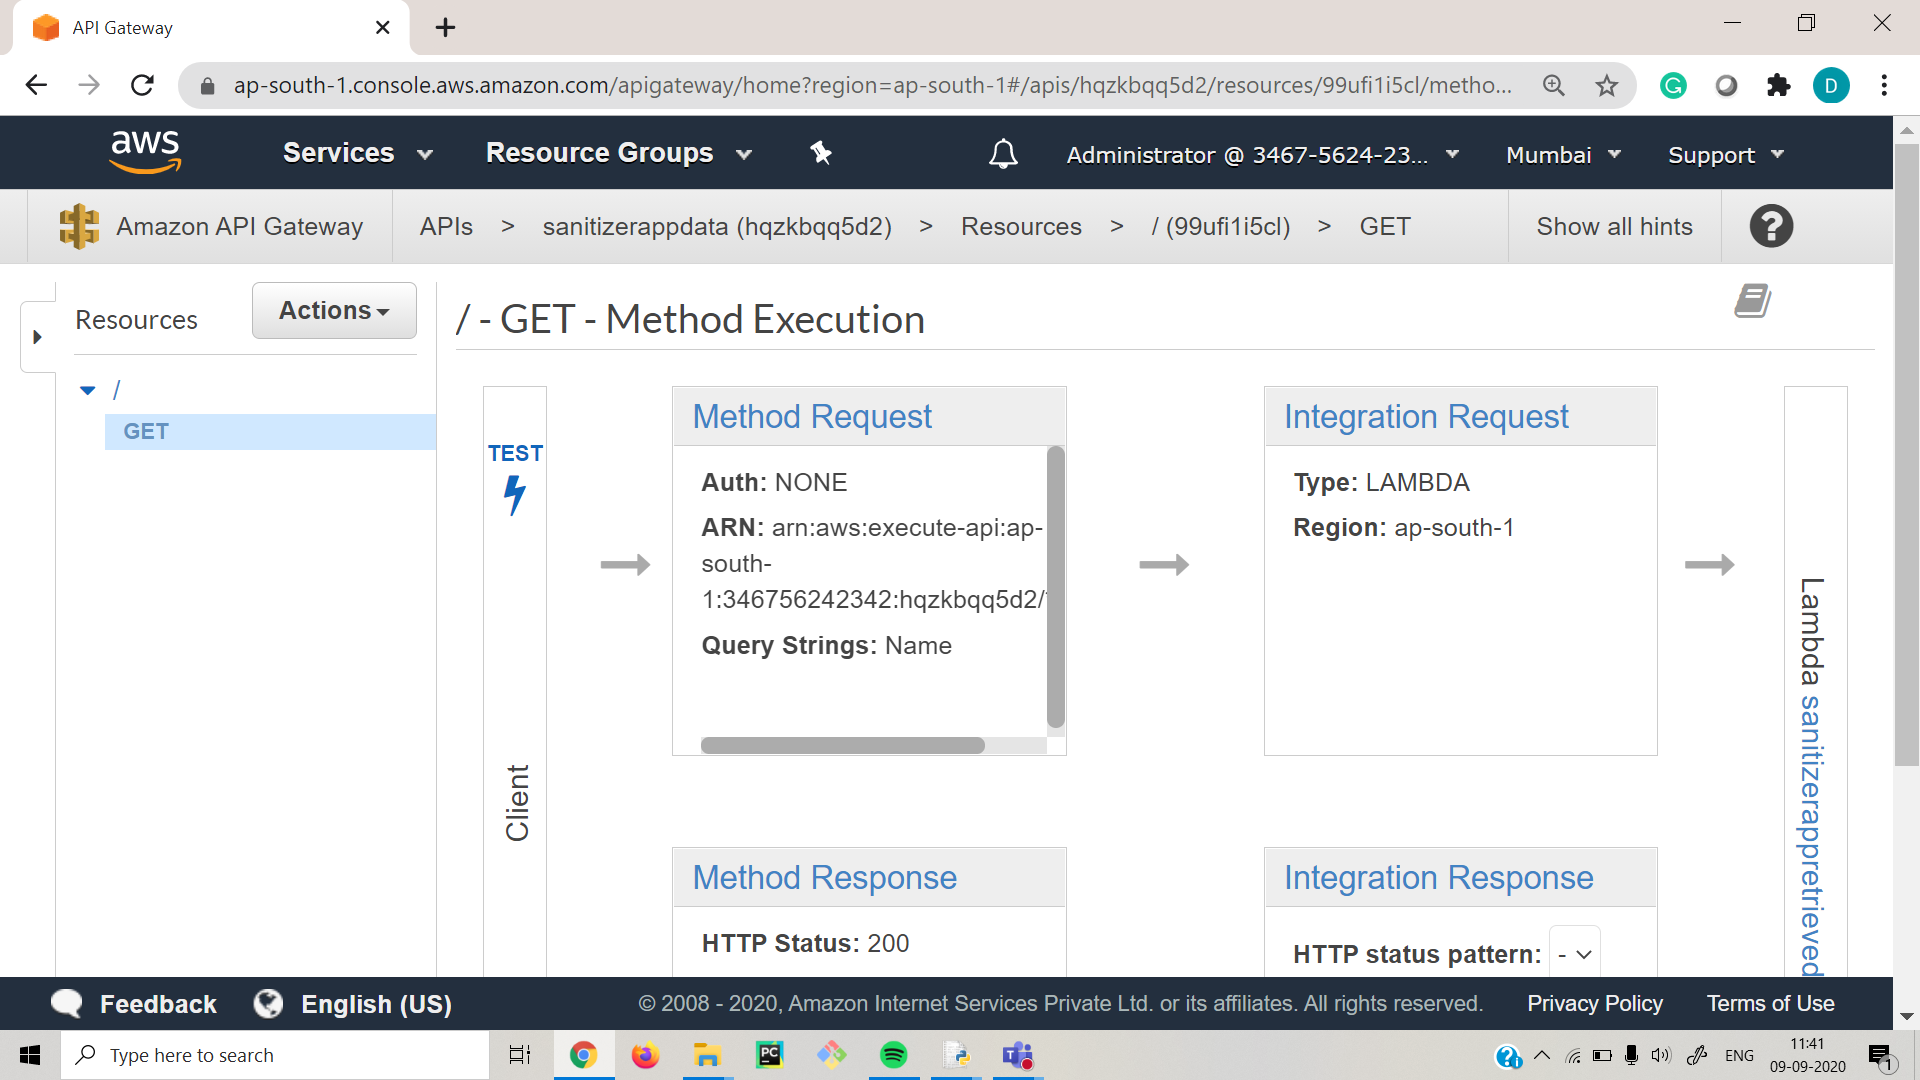 API Gateway
ap-south-1.console.aws.amazon.com/apigateway/home?region=ap-south-1#/apis/hqzkbqq5d2/resources/99ufi1i5cl/metho...
D
aws
Services
Resource Groups
Administrator @ 3467-5624-23...
Mumbai
Support
Amazon API Gateway
APIs > sanitizerappdata (hqzkbqq5d2) > Resources > / (99ufi1i5cl) > GET
Show all hints
?
Resources
Actions
/
GET
/ - GET - Method Execution
TEST
Client
Method Request
Auth: NONE
ARN: arn:aws:execute-api:ap-
south-
1:346756242342:hqzkbqq5d2/
Query Strings: Name
Integration Request
Type: LAMBDA
Region: ap-south-1
Lambda sanitizerappretrieved
Method Response
HTTP Status: 200
Integration Response
HTTP status pattern: -
Feedback
English (US)
© 2008 - 2020, Amazon Internet Services Private Ltd. or its affiliates. All rights reserved.
Privacy Policy
Terms of Use
Type here to search
PC
ENG
11:41
09-09-2020
1